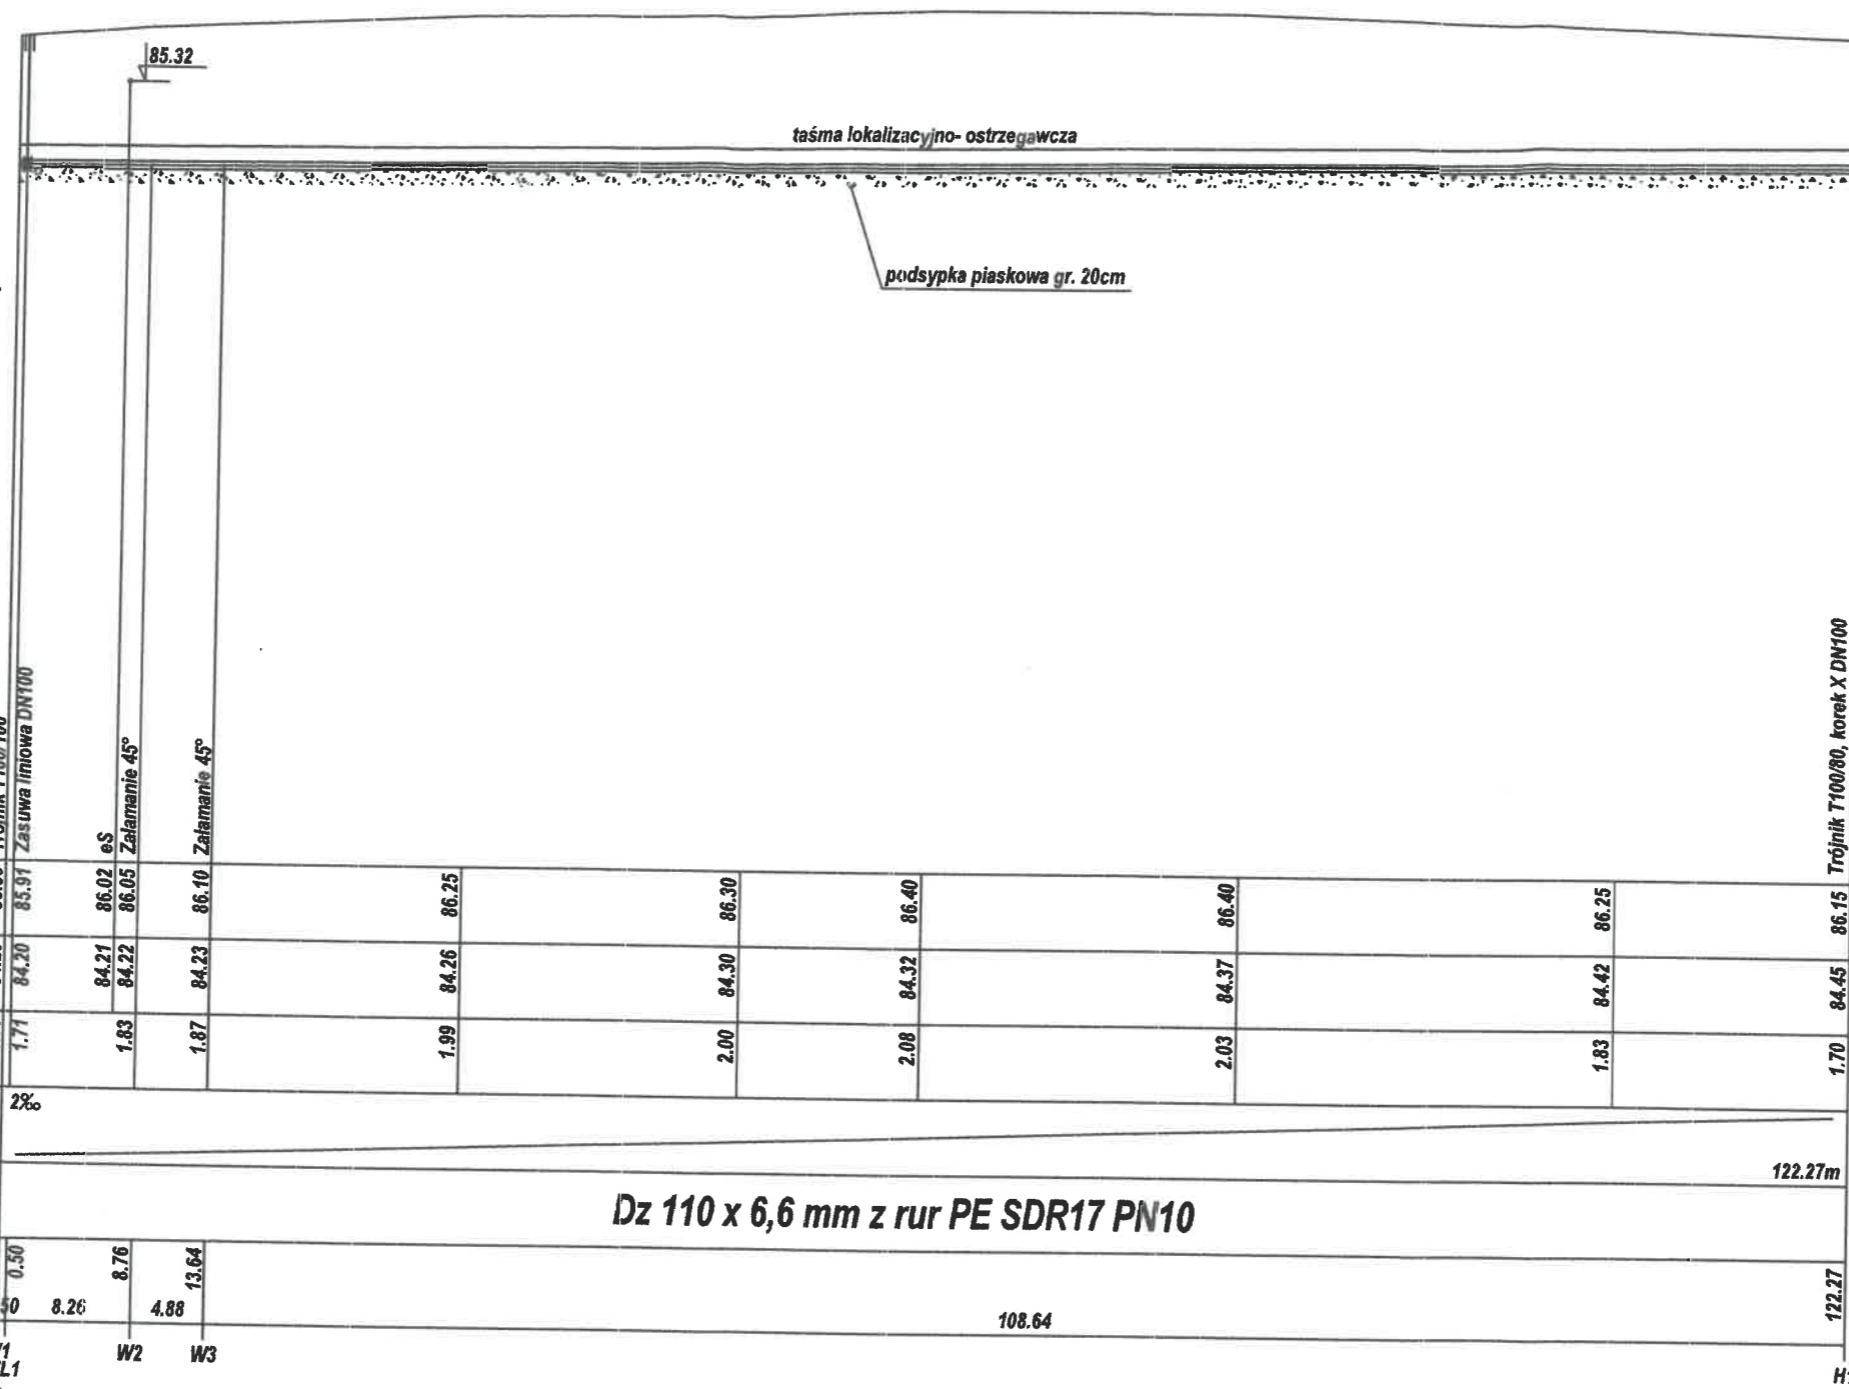 85.32
taśma lokalizacyjno- ostrzegawcza
podsypka piaskowa gr. 20cm
Zasuwa liniowa DN100
eS
Załamanie 45°
Załamanie 45°
Trójnik T100/80, korek X DN100
85.91 86.02 86.05 86.10 86.25 86.30 86.40 86.40 86.25 86.15
84.20 84.21 84.22 84.23 84.26 84.30 84.32 84.37 84.42 84.45
1.71 1.83 1.87 1.99 2.00 2.08 2.03 1.83 1.70
2‰
122.27m
Dz 110 x 6,6 mm z rur PE SDR17 PN10
0.50 8.76 13.64 122.27
50 8.26 4.88 108.64
W2 W3
L1